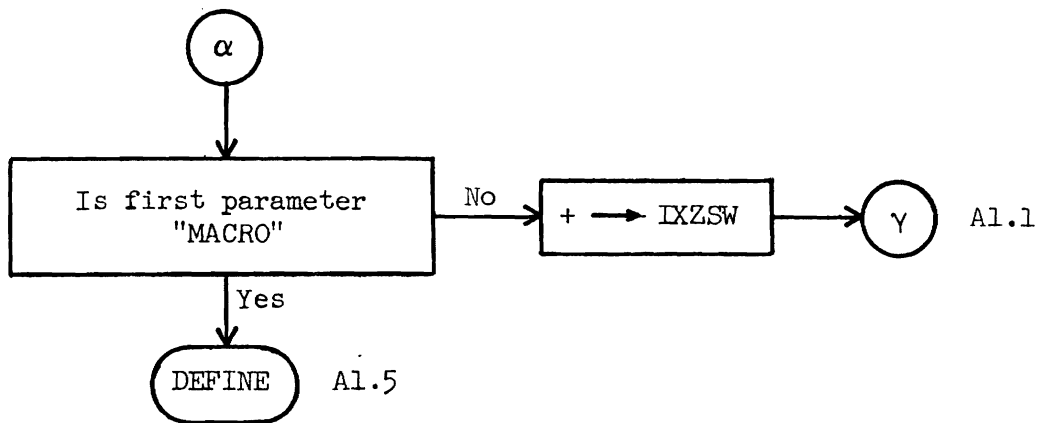 α
Is first parameter
"MACRO"
No
+ → IXZSW
γ
A1.1
Yes
DEFINE
A1.5